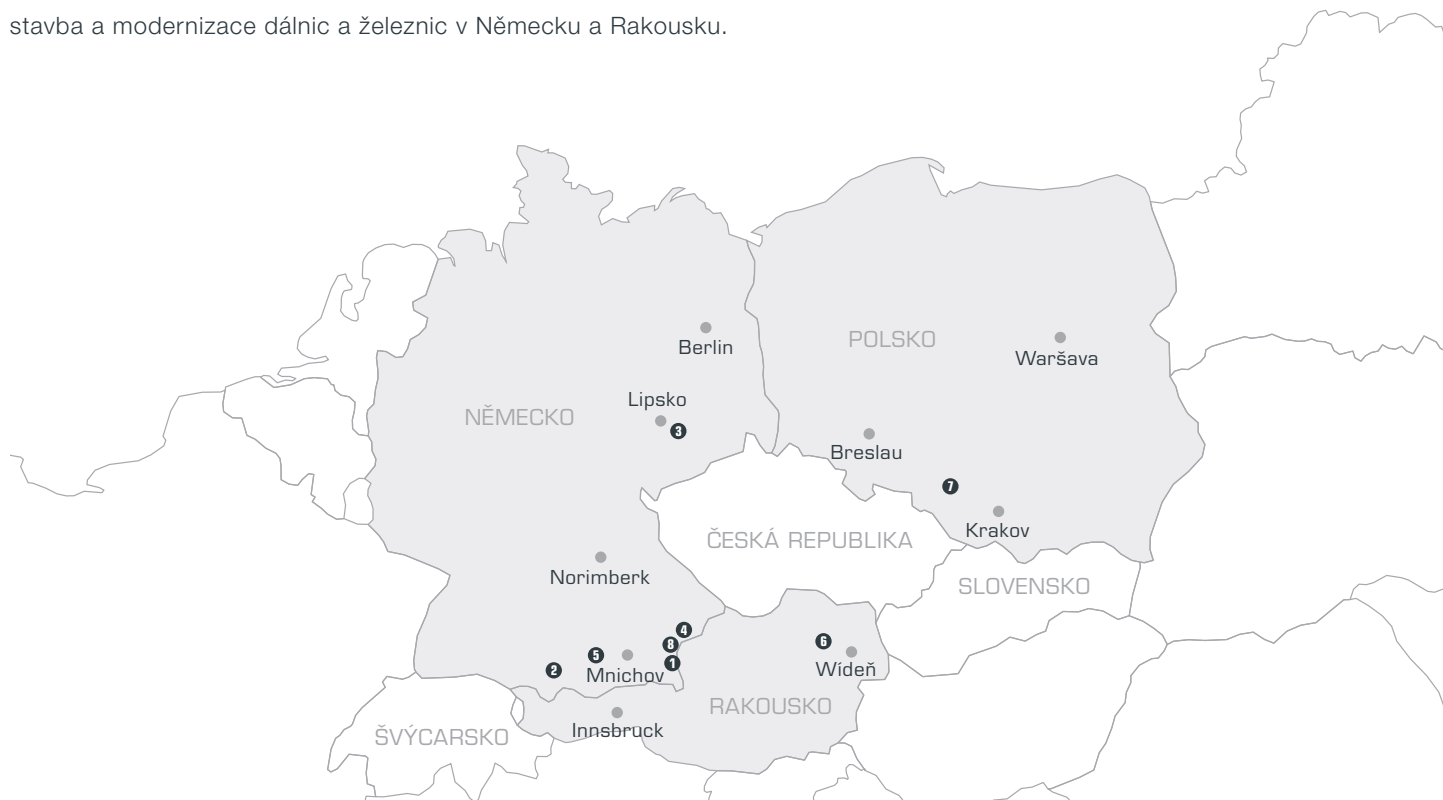 stavba a modernizace dálnic a železnic v Německu a Rakousku.
Berlin
POLSKO
Waršava
Lipsko
NĚMECKO
3
Breslau
7
Krakov
ČESKÁ REPUBLIKA
Norimberk
SLOVENSKO
4
8
6
5
1
2
Mnichov
Wídeň
RAKOUSKO
Innsbruck
ŠVÝCARSKO